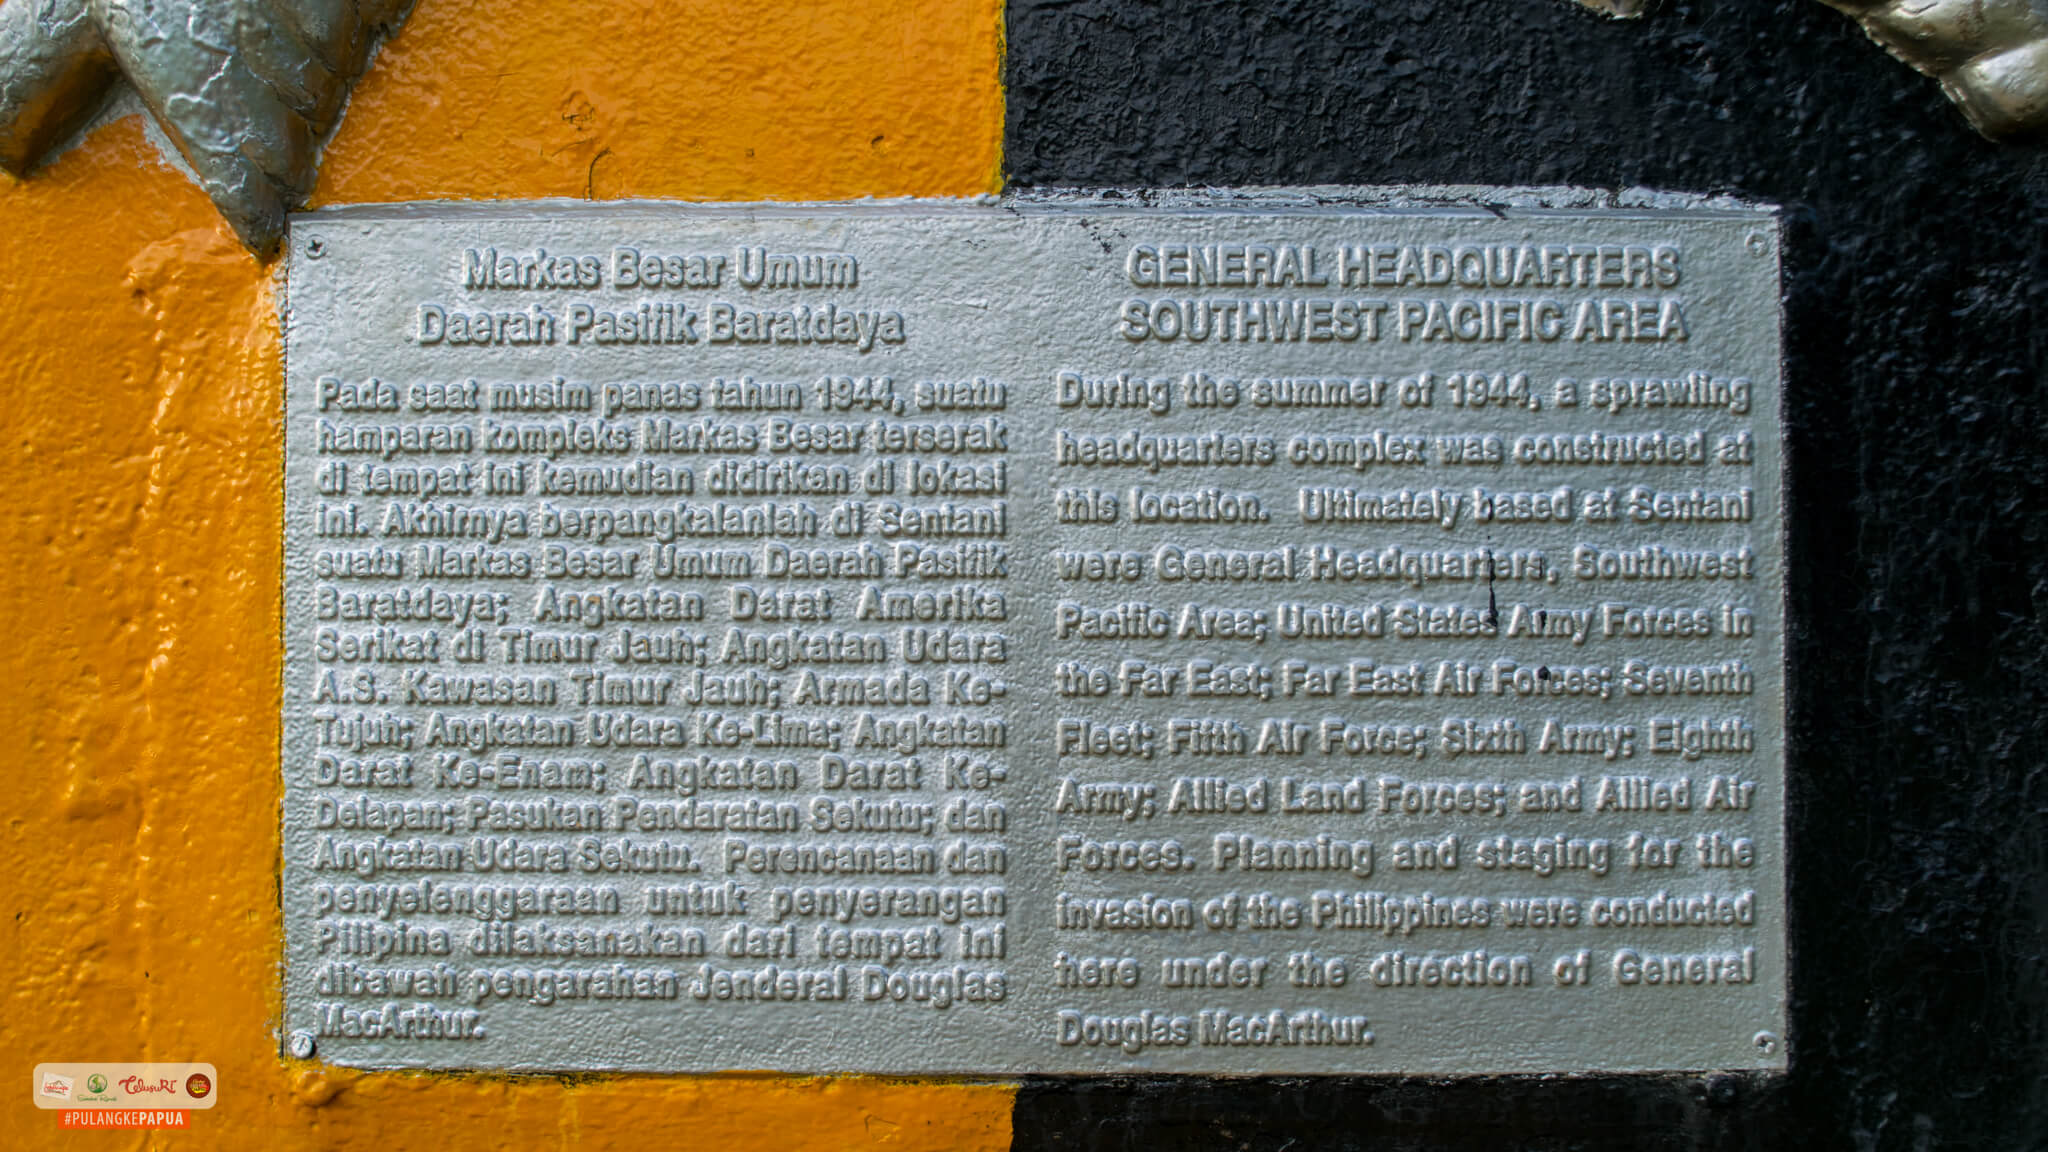 Markas Besar Umum
Daerah Pasifik Baratdaya
Pada saat musim panas tahun 1944, suatu
hamparan kompleks Markas Besar terserak
di tempat ini kemudian didirikan di lokasi
ini. Akhirnya berpangkalanlah di Sentani
suatu Markas Besar Umum Daerah Pasifik
Baratdaya; Angkatan Darat Amerika
Serikat di Timur Jauh; Angkatan Udara
A.S. Kawasan Timur Jauh; Armada Ke-
Tujuh; Angkatan Udara Ke-Lima; Angkatan
Darat Ke-Enam; Angkatan Darat Ke-
Delapan; Pasukan Pendaratan Sekutu; dan
Angkatan Udara Sekutu. Perencanaan dan
penyelenggaraan untuk penyerangan
Pilipina dilaksanakan dari tempat ini
dibawah pengarahan Jenderal Douglas
MacArthur.
GENERAL HEADQUARTERS
SOUTHWEST PACIFIC AREA
During the summer of 1944, a sprawling
headquarters complex was constructed at
this location. Ultimately based at Sentani
were General Headquarters, Southwest
Pacific Area; United States Army Forces in
the Far East; Far East Air Forces; Seventh
Fleet; Fifth Air Force; Sixth Army; Eighth
Army; Allied Land Forces; and Allied Air
Forces. Planning and staging for the
invasion of the Philippines were conducted
here under the direction of General
Douglas MacArthur.
TelusuRI
#PULANGKEPAPUA